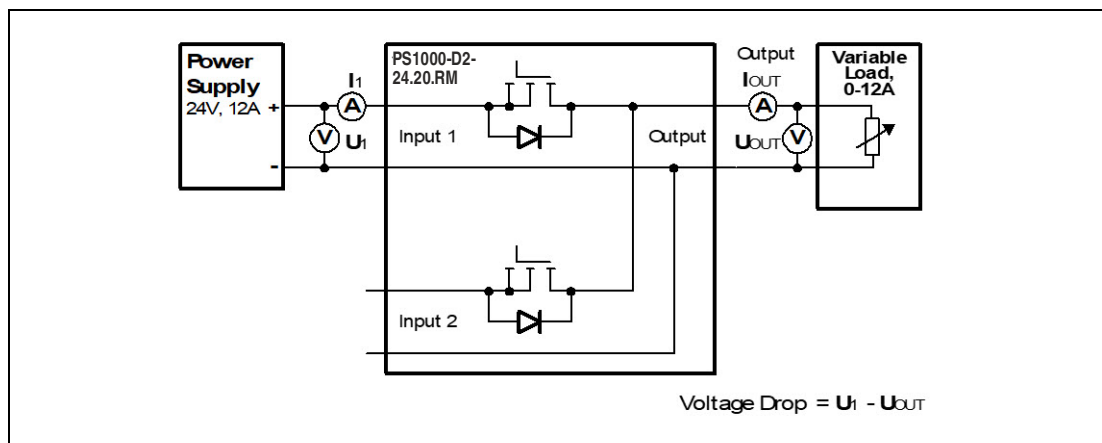 Power
Supply
24V, 12A +
-
I1
A
V
U1
PS1000-D2-
24.20.RM
Input 1
Output
Input 2
Output
IOUT
A
UOUT
V
Variable
Load,
0-12A
Voltage Drop = U1 - UOUT